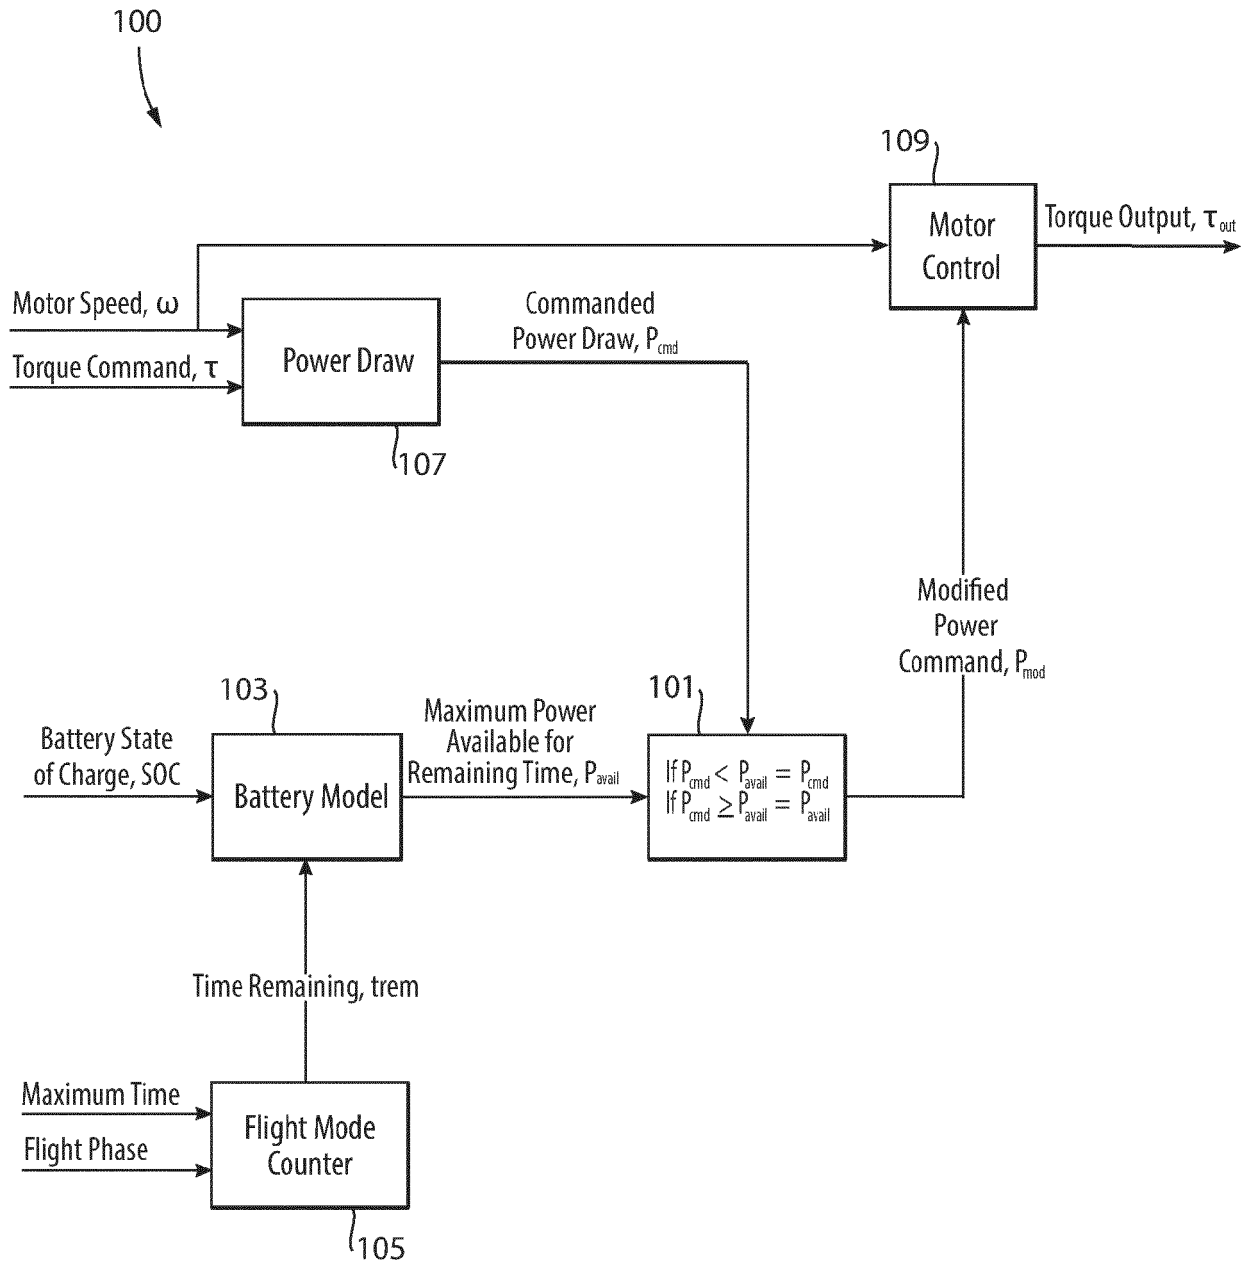 100
109
Motor
Control
Torque Output, τout
Motor Speed, ω
Torque Command, τ
Power Draw
107
Commanded
Power Draw, Pcmd
Modified
Power
Command, Pmod
103
Battery State
of Charge, SOC
Battery Model
Maximum Power
Available for
Remaining Time, Pavail
101
If Pcmd < Pavail = Pcmd
If Pcmd ≥ Pavail = Pavail
Time Remaining, trem
Maximum Time
Flight Phase
Flight Mode
Counter
105